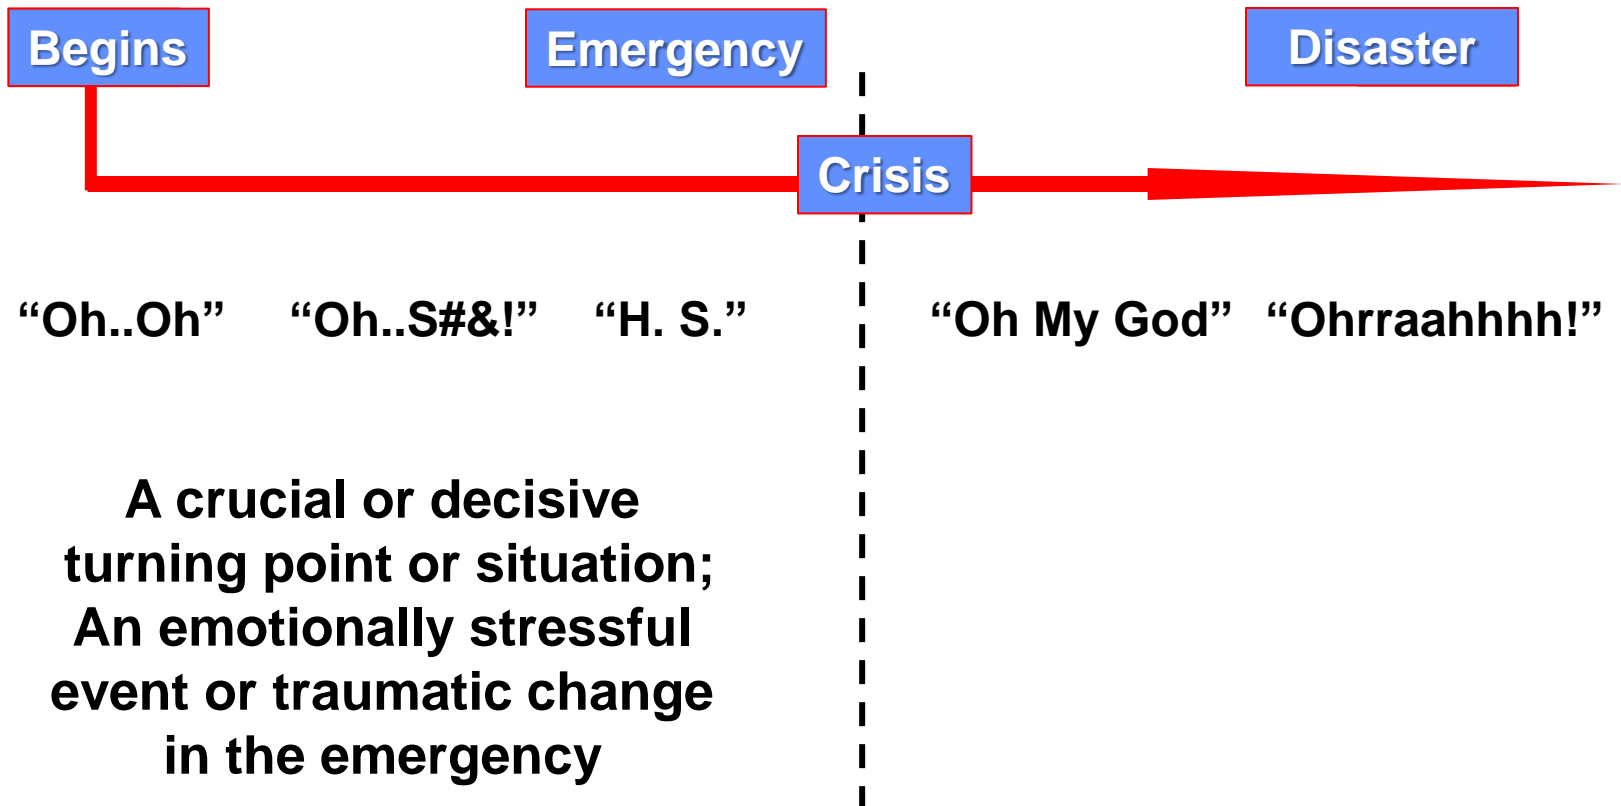 Begins Emergency Disaster
Crisis
“Oh..Oh” “Oh..S#&!” “H. S.” “Oh My God” “Ohrraahhhh!”
A crucial or decisive
turning point or situation;
An emotionally stressful
event or traumatic change
in the emergency